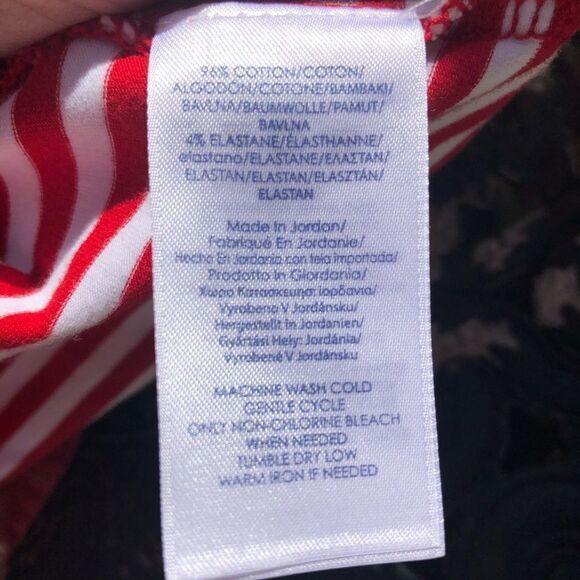 96% COTTON/COTON/
ALGODÓN/COTONE/BAMBAKI/
BAVLNA/BAUMWOLLE/PAMUT/
BAVLNA
4% ELASTANE/ÉLASTHANNE/
elastano/ELASTANE/ΕΛΑΣΤΑΝ/
ELASTAN/ELASTAN/ELASZTÁN/
ELASTAN
Made In Jordan/
Fabriqué En Jordanie/
Hecho En Jordania con tela importada/
Prodotto In Giordania/
Χωρα Κατασκευησ: Ιορδανια/
Vyrobeno V Jordánsku/
Hergestellt In Jordanien/
Gyártási Hely: Jordánia/
Vyrobené V Jordánsku
MACHINE WASH COLD
GENTLE CYCLE
ONLY NON-CHLORINE BLEACH
WHEN NEEDED
TUMBLE DRY LOW
WARM IRON IF NEEDED